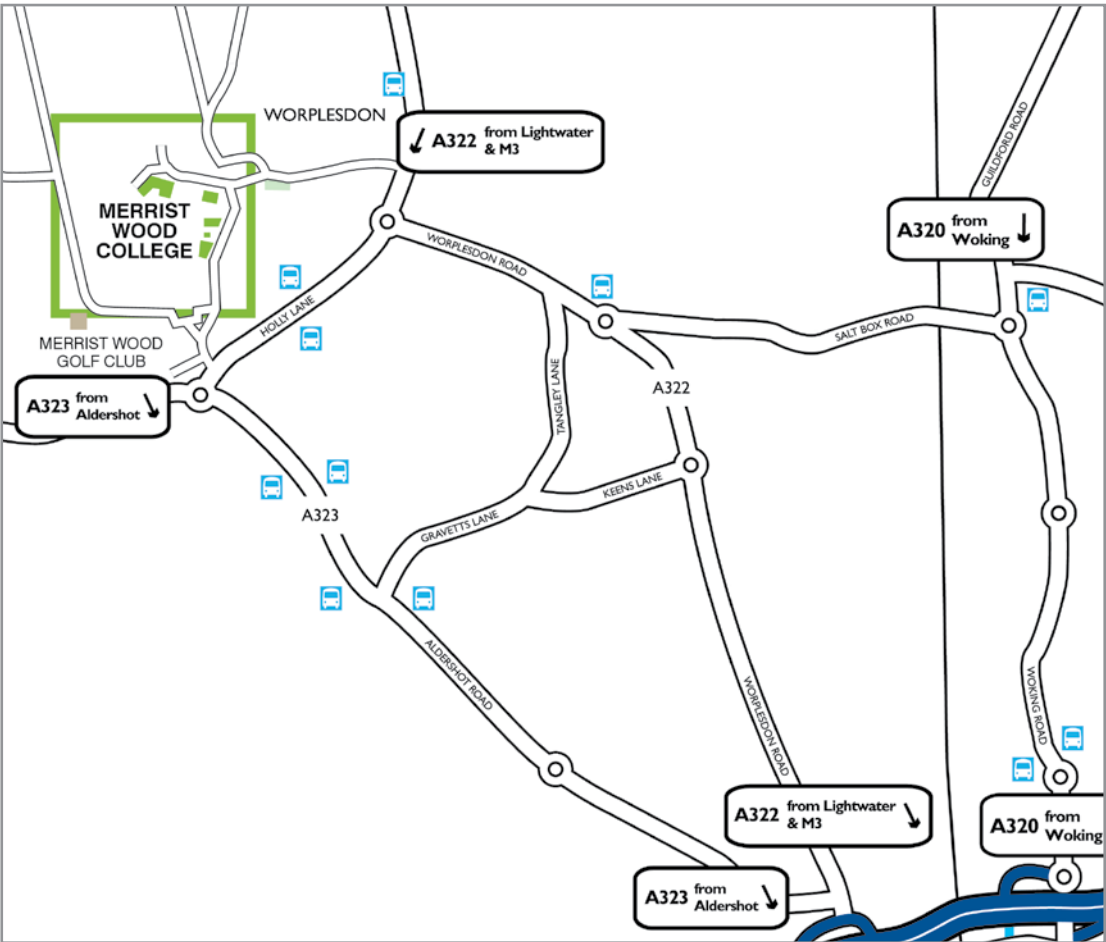 WORPLESDON
A322 from Lightwater
& M3
GUILDFORD ROAD
MERRIST
WOOD
COLLEGE
A320 from
Woking
WORPLESDON ROAD
HOLLY LANE
SALT BOX ROAD
MERRIST WOOD
GOLF CLUB
TANGLEY LANE
A322
A323 from
Aldershot
KEENS LANE
A323
GRAVETTS LANE
ALDERSHOT ROAD
WORPLESDON ROAD
WOKING ROAD
A322 from Lightwater
& M3
A320 from
Woking
A323 from
Aldershot